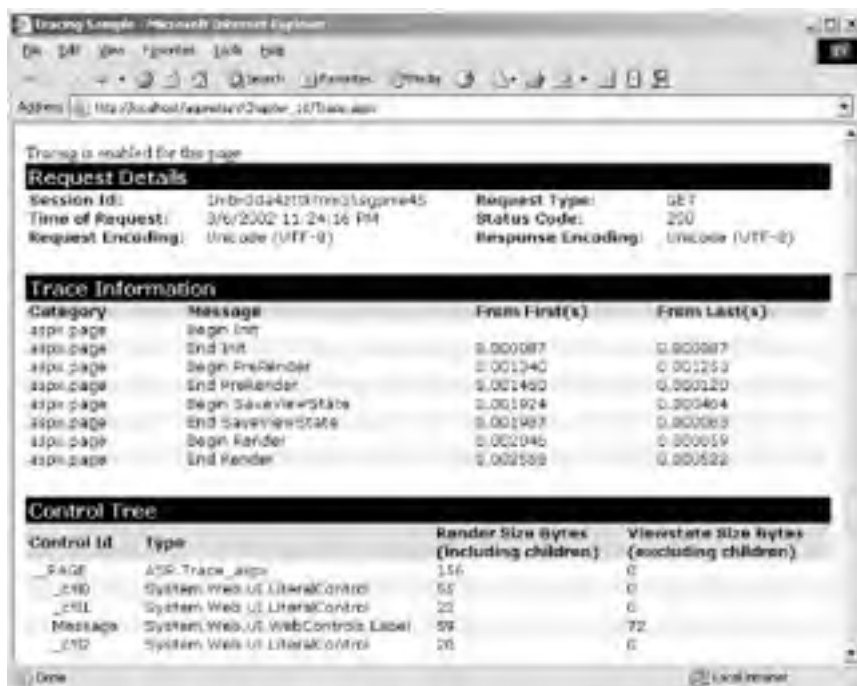 Tracing Sample - Microsoft Internet Explorer
File Edit View Favorites Tools Help
Search Favorites Media
Address http://localhost/
Tracing is enabled for this page
Request Details
Session Id: Request Type: GET
Time of Request: 3/6/2002 11:24:16 PM Status Code: 200
Request Encoding: Unicode (UTF-8) Response Encoding: Unicode (UTF-8)
Trace Information
Category Message From First(s) From Last(s)
aspx.page Begin Init
aspx.page End Init 0.000087 0.000087
aspx.page Begin PreRender 0.001340 0.001253
aspx.page End PreRender 0.001460 0.000120
aspx.page Begin SaveViewState 0.001924 0.000464
aspx.page End SaveViewState 0.001987 0.000063
aspx.page Begin Render 0.002046 0.000059
aspx.page End Render
Control Tree
Control Id Type Render Size Bytes (including children) Viewstate Size Bytes (excluding children)
__PAGE ASP.Trace_aspx 156 0
_ctl0 System.Web.UI.LiteralControl 0
_ctl1 System.Web.UI.LiteralControl 0
Message System.Web.UI.WebControls.Label 59 72
_ctl2 System.Web.UI.LiteralControl 20 0
Done Local intranet